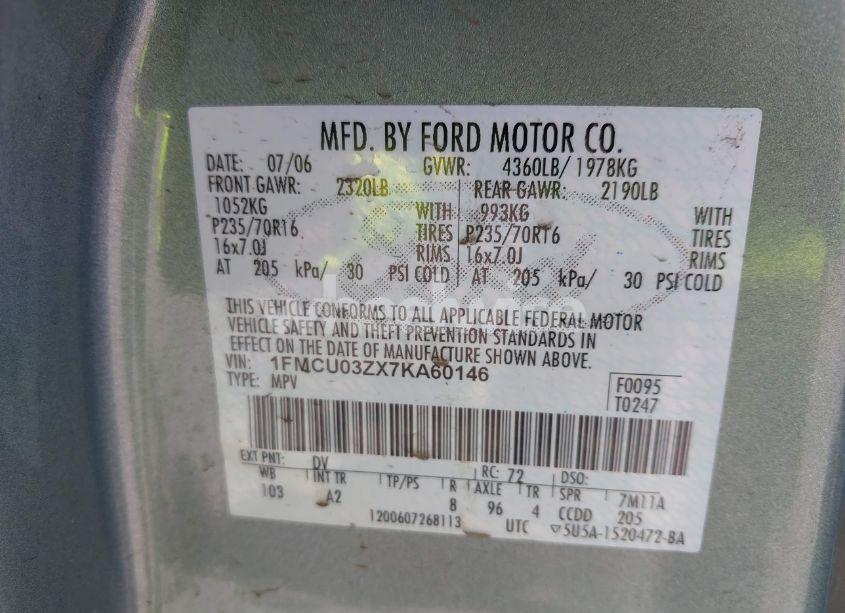 MFD. BY FORD MOTOR CO.
DATE: 07/06 GVWR: 4360LB/ 1978KG
FRONT GAWR: 2320LB REAR GAWR: 2190LB
1052KG WITH 993KG WITH
P235/70R16 TIRES P235/70R16 TIRES
16x7.0J RIMS 16x7.0J RIMS
AT 205 kPa/ 30 PSI COLD AT 205 kPa/ 30 PSI COLD
THIS VEHICLE CONFORMS TO ALL APPLICABLE FEDERAL MOTOR
VEHICLE SAFETY AND THEFT PREVENTION STANDARDS IN
EFFECT ON THE DATE OF MANUFACTURE SHOWN ABOVE.
VIN: 1FMCU03ZX7KA60146
TYPE: MPV
F0095
T0247
EXT PNT: DV RC: 72 DSO:
WB INT TR TP/PS R AXLE TR SPR 7M11A
103 A2 8 96 4 CCDD 205
1200607268113 UTC ▽5U5A-1520472-BA